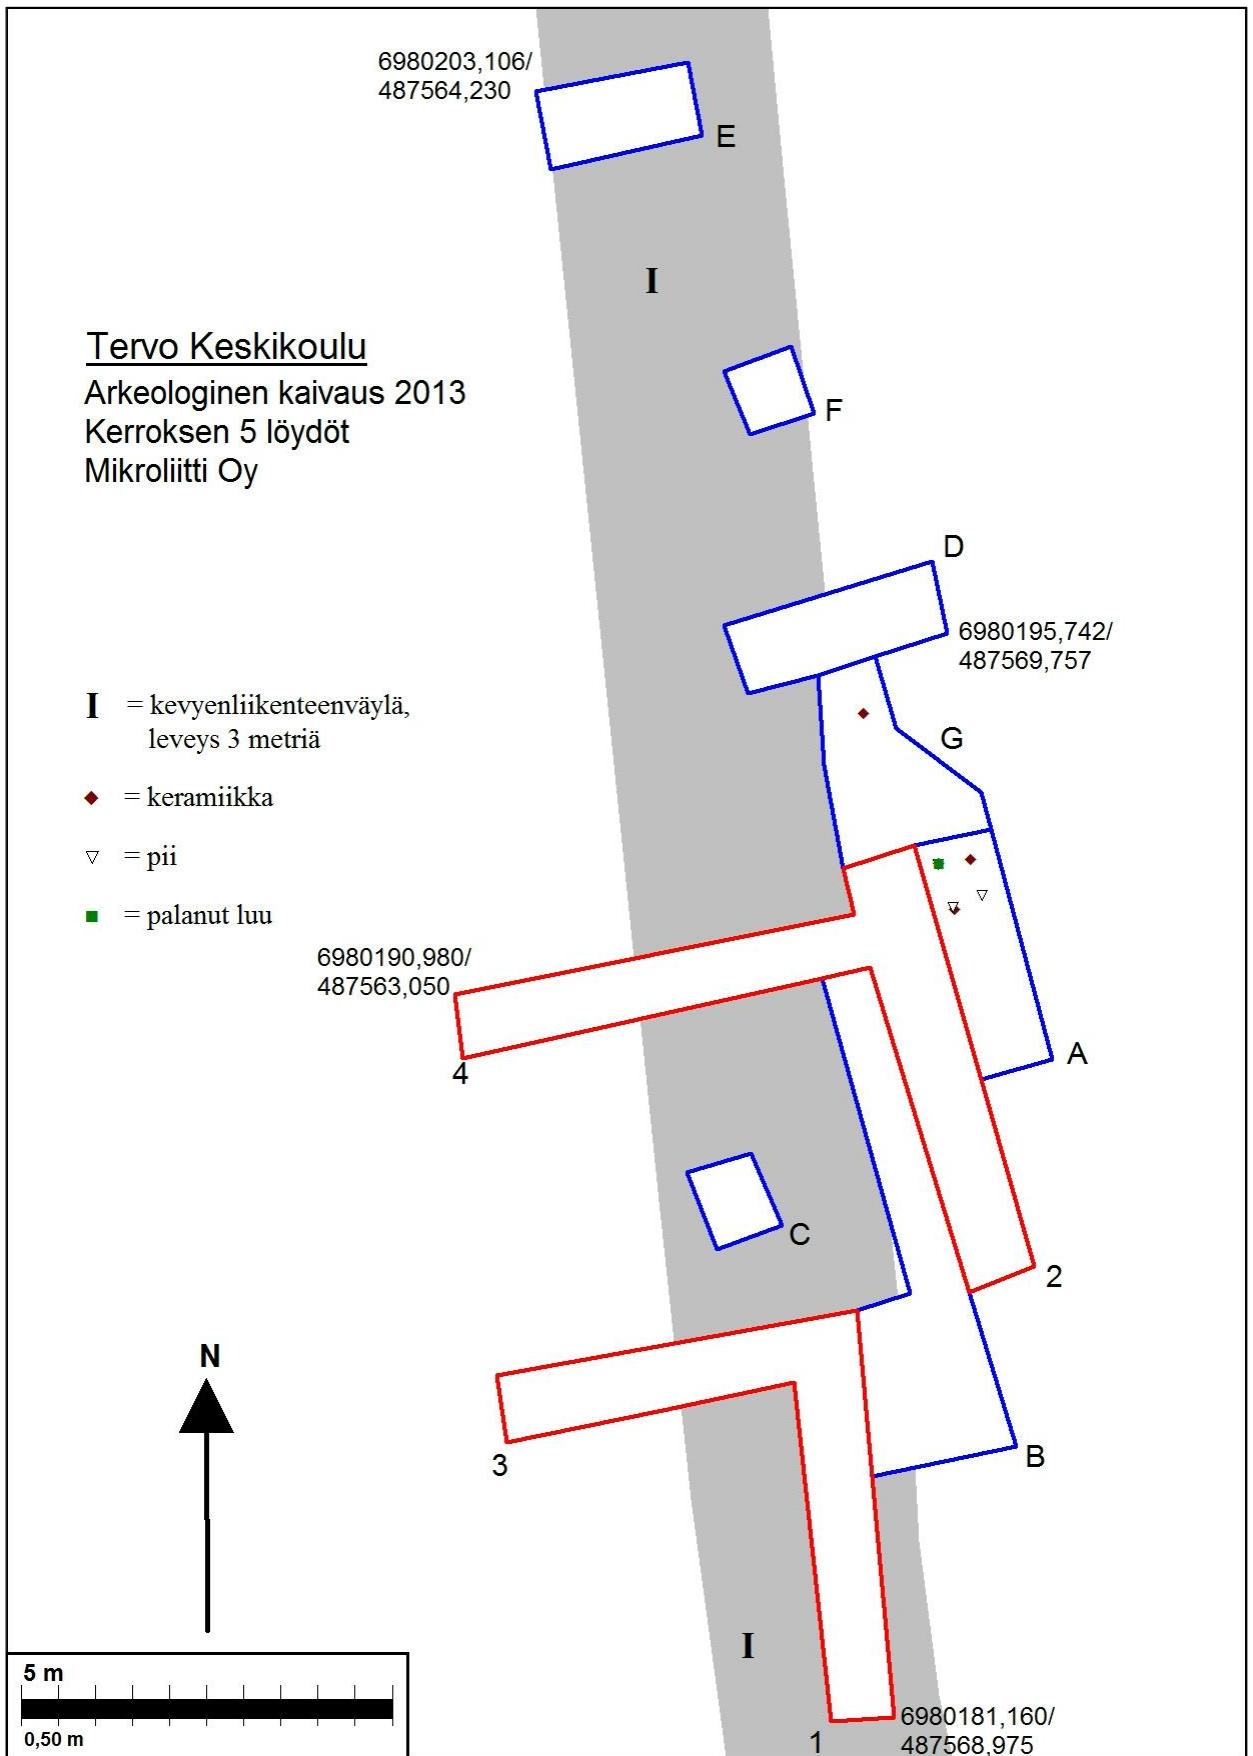 6980203,106/
487564,230
E
I
Tervo Keskikoulu
Arkeologinen kaivaus 2013
Kerroksen 5 löydöt
Mikroliitti Oy
F
D
6980195,742/
487569,757
I = kevyenliikenteenväylä,
leveys 3 metriä
G
= keramiikka
= pii
= palanut luu
6980190,980/
487563,050
A
4
C
2
N
B
3
I
5 m
0,50 m
6980181,160/
487568,975
1